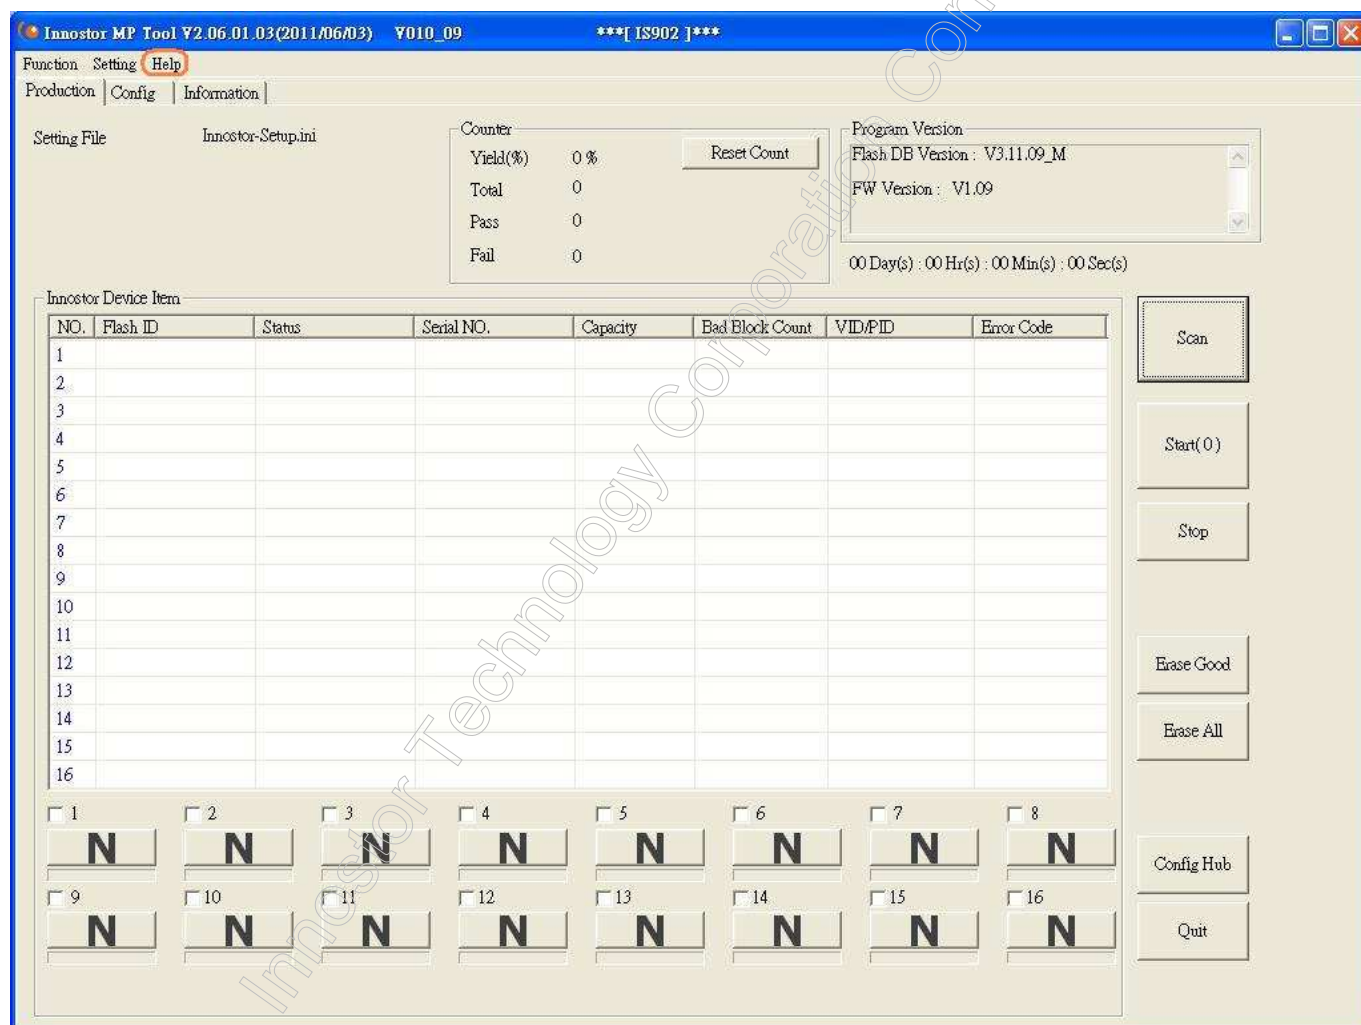 Innostor MP Tool V2.06.01.03(2011/06/03) V010_09 ***[ IS902 ]***
Function Setting Help
Production Config Information
Setting File Innostor-Setup.ini
Counter
Yield(%) 0 %
Reset Count
Total 0
Pass 0
Fail 0
Program Version
Flash DB Version : V3.11.09_M
FW Version : V1.09
00 Day(s) : 00 Hr(s) : 00 Min(s) : 00 Sec(s)
Innostor Device Item
NO. Flash ID Status Serial NO. Capacity Bad Block Count VID/PID Error Code
1
2
3
4
5
6
7
8
9
10
11
12
13
14
15
16
Scan
Start( 0 )
Stop
Erase Good
Erase All
Config Hub
Quit
1 2 3 4 5 6 7 8
N N N N N N N N
9 10 11 12 13 14 15 16
N N N N N N N N
Innostor Technology Corporation Con